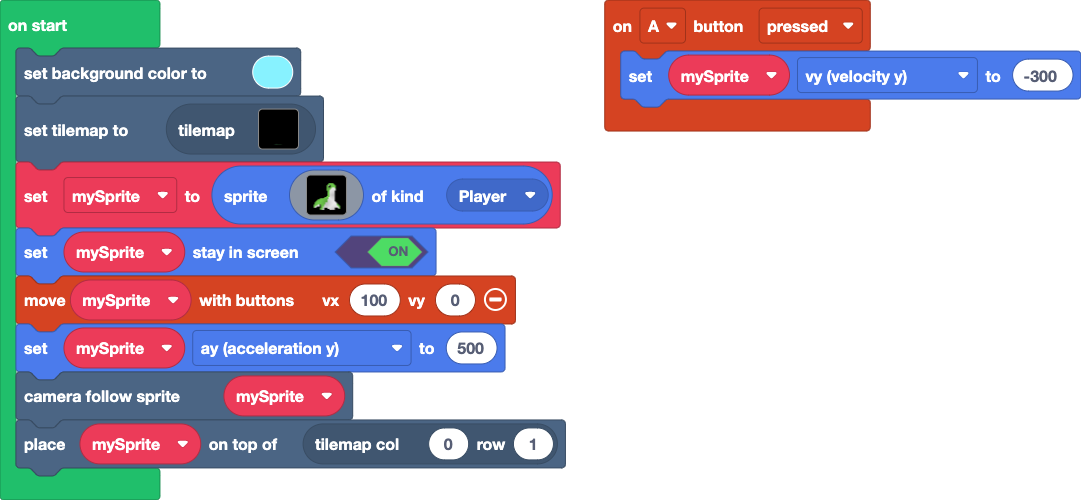 on start
set background color to
set tilemap to tilemap
set mySprite to sprite of kind Player
set mySprite stay in screen ON
move mySprite with buttons vx 100 vy 0
set mySprite ay (acceleration y) to 500
camera follow sprite mySprite
place mySprite on top of tilemap col 0 row 1
on A button pressed
set mySprite vy (velocity y) to -300